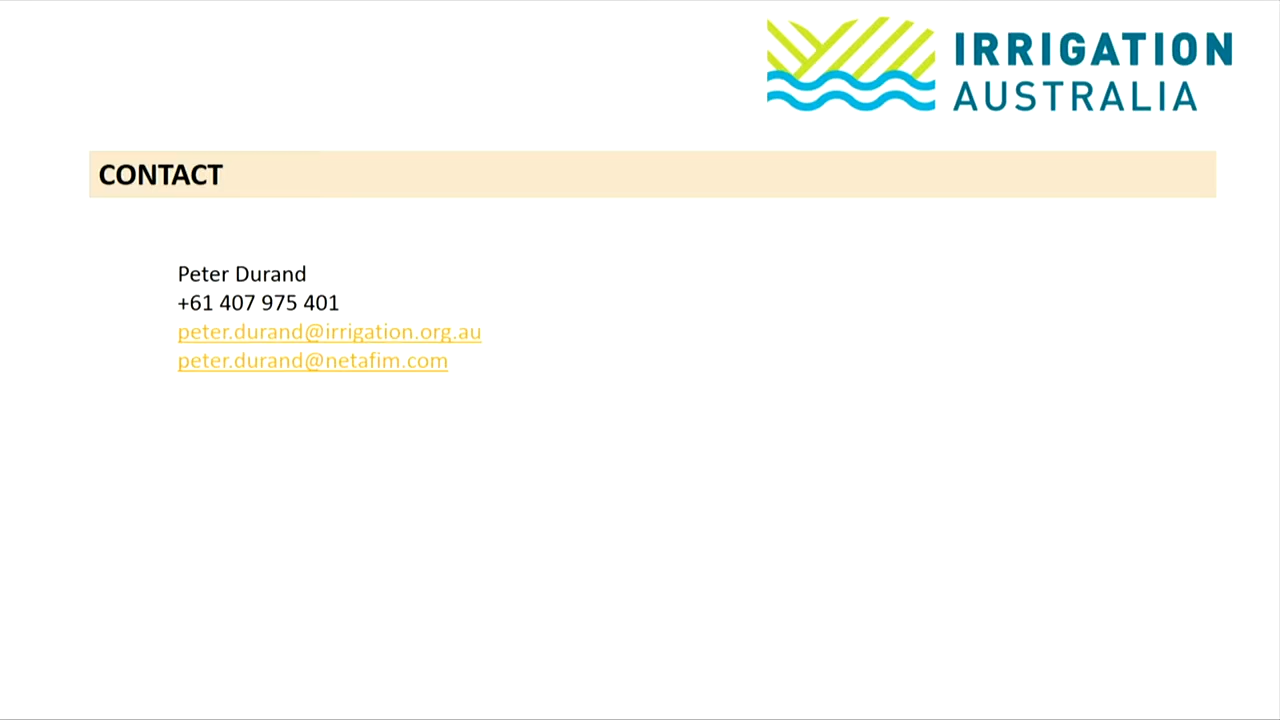 IRRIGATION
AUSTRALIA
CONTACT
Peter Durand
+61 407 975 401
peter.durand@irrigation.org.au
peter.durand@netafim.com